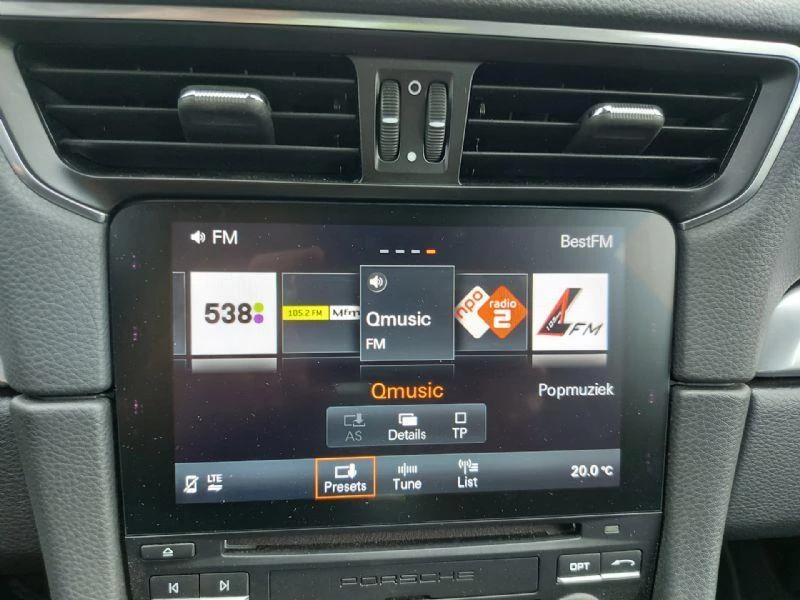 FM
BestFM
538
105.2 FM Mfm
Qmusic
FM
npo
radio
2
FM
Qmusic
Popmuziek
AS
Details
TP
LTE
Presets
Tune
List
20.0 °C
OPT
PORSCHE